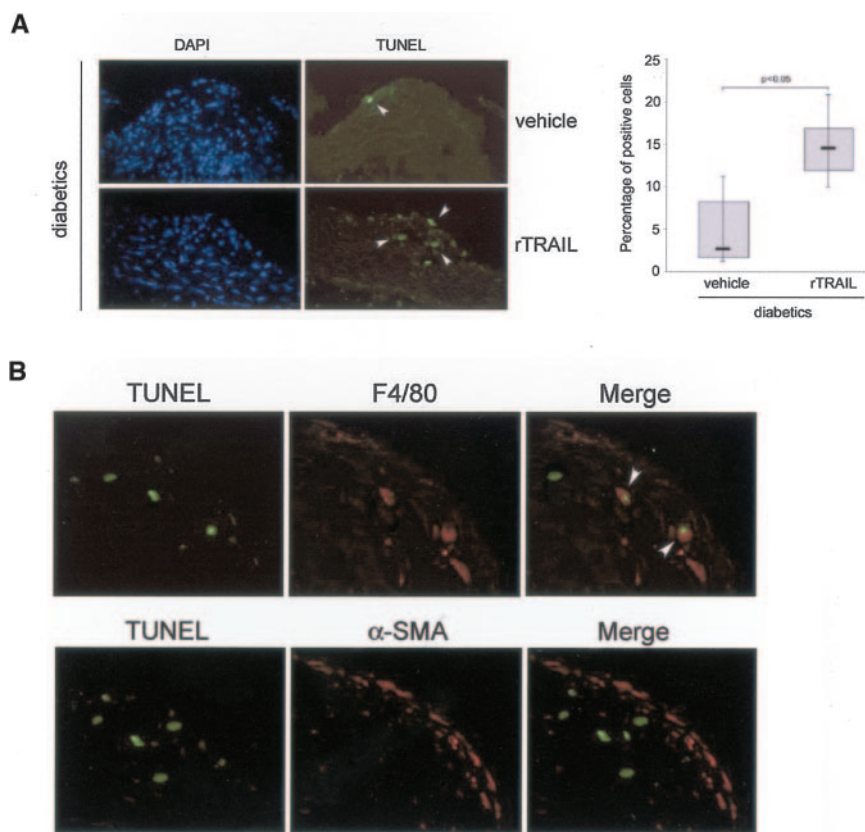 A
DAPI
TUNEL
diabetics
vehicle
rTRAIL
Percentage of positive cells
25
20
15
10
5
0
p<0.05
vehicle
rTRAIL
diabetics
B
TUNEL
F4/80
Merge
TUNEL
α-SMA
Merge